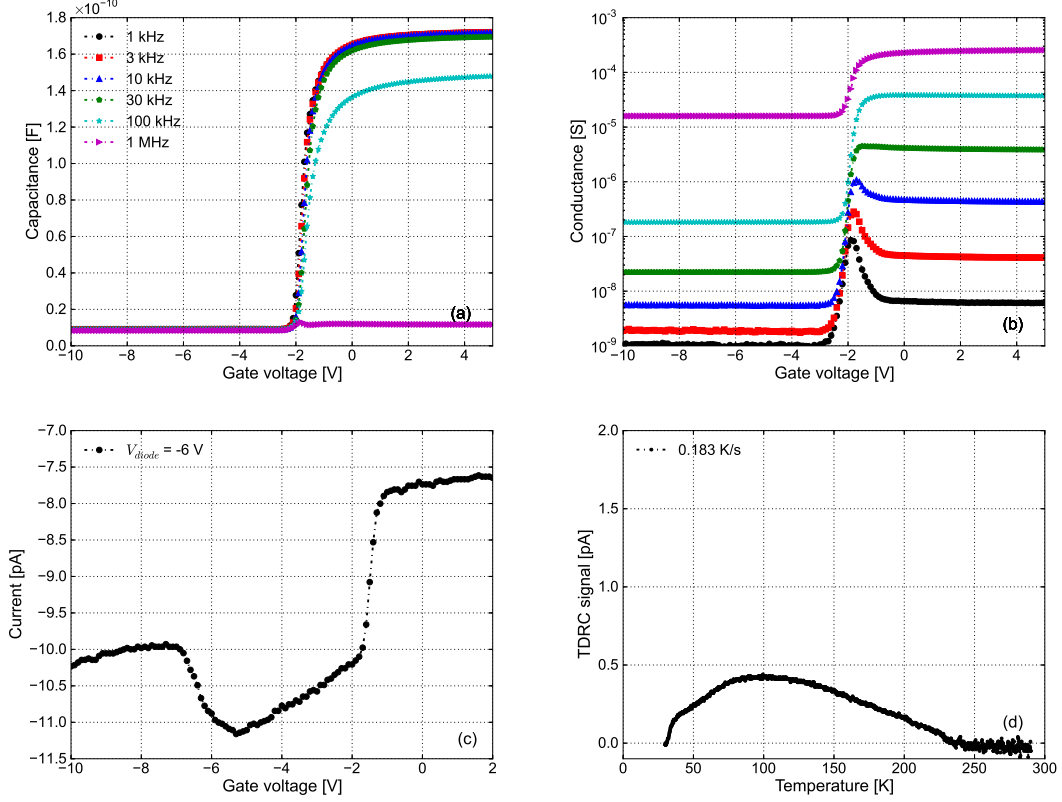 ×10⁻¹⁰
1.8
1.6
1.4
1.2
1.0
0.8
0.6
0.4
0.2
0.0
−10 −8 −6 −4 −2 0 2 4
Gate voltage [V]
Capacitance [F]
1 kHz
3 kHz
10 kHz
30 kHz
100 kHz
1 MHz
(a)
10⁻³
10⁻⁴
10⁻⁵
10⁻⁶
10⁻⁷
10⁻⁸
10⁻⁹
−10 −8 −6 −4 −2 0 2 4
Gate voltage [V]
Conductance [S]
(b)
−7.0
−7.5
−8.0
−8.5
−9.0
−9.5
−10.0
−10.5
−11.0
−11.5
−10 −8 −6 −4 −2 0 2
Gate voltage [V]
Current [pA]
V_diode = -6 V
(c)
2.0
1.5
1.0
0.5
0.0
0 50 100 150 200 250 300
Temperature [K]
TDRC signal [pA]
0.183 K/s
(d)